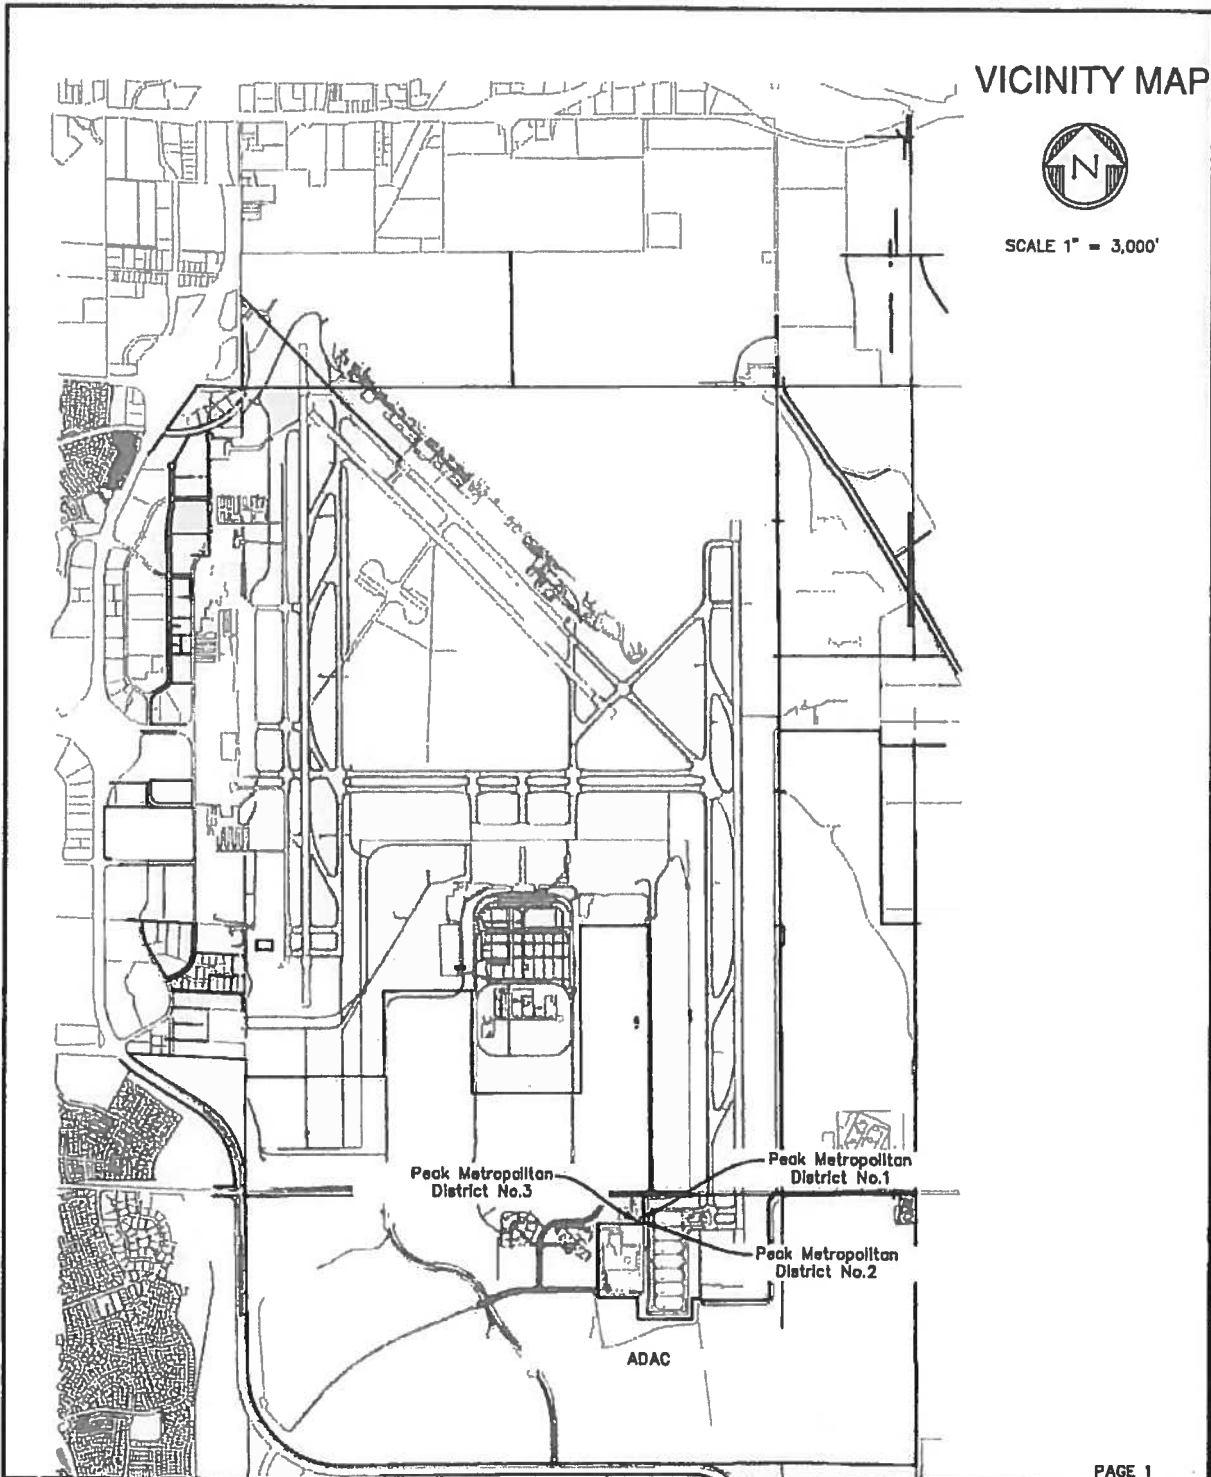 VICINITY MAP
N
SCALE 1" = 3,000'
Peak Metropolitan
District No.1
Peak Metropolitan
District No.3
Peak Metropolitan
District No.2
ADAC
PAGE 1